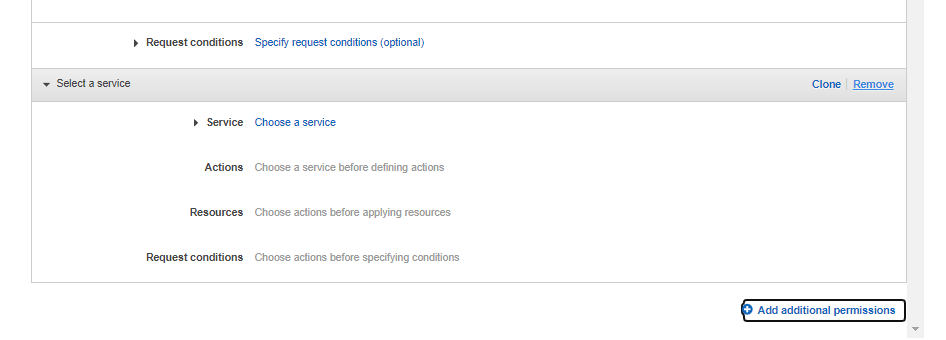 Request conditions Specify request conditions (optional)
Select a service Clone Remove
Service Choose a service
Actions Choose a service before defining actions
Resources Choose actions before applying resources
Request conditions Choose actions before specifying conditions
Add additional permissions